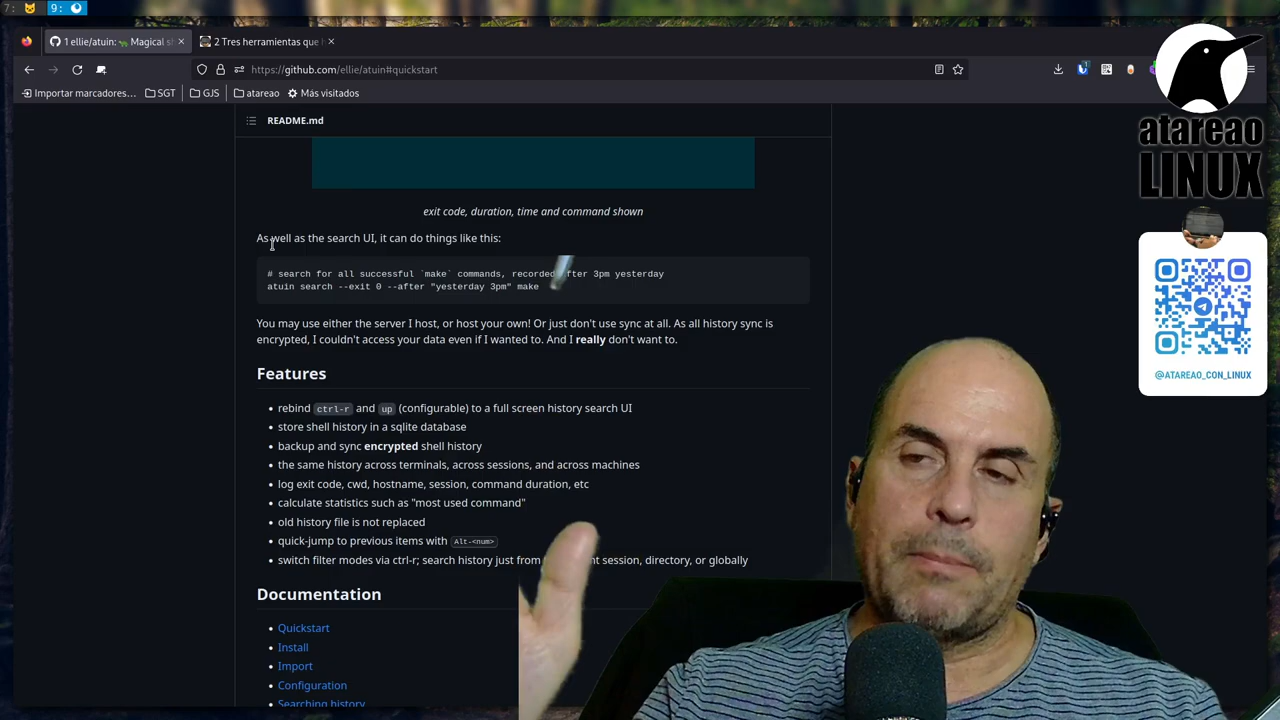 7:
9:
1 ellie/atuin: Magical sh
2 Tres herramientas que h
https://github.com/ellie/atuin#quickstart
Importar marcadores…
SGT
GJS
atareao
Más visitados
atareao
LINUX
@ATAREAO_CON_LINUX
README.md
exit code, duration, time and command shown
As well as the search UI, it can do things like this:
# search for all successful `make` commands, recorded after 3pm yesterday
atuin search --exit 0 --after "yesterday 3pm" make
You may use either the server I host, or host your own! Or just don't use sync at all. As all history sync is
encrypted, I couldn't access your data even if I wanted to. And I really don't want to.
Features
rebind ctrl-r and up (configurable) to a full screen history search UI
store shell history in a sqlite database
backup and sync encrypted shell history
the same history across terminals, across sessions, and across machines
log exit code, cwd, hostname, session, command duration, etc
calculate statistics such as "most used command"
old history file is not replaced
quick-jump to previous items with Alt-<num>
switch filter modes via ctrl-r; search history just from session, directory, or globally
Documentation
Quickstart
Install
Import
Configuration
Searching history